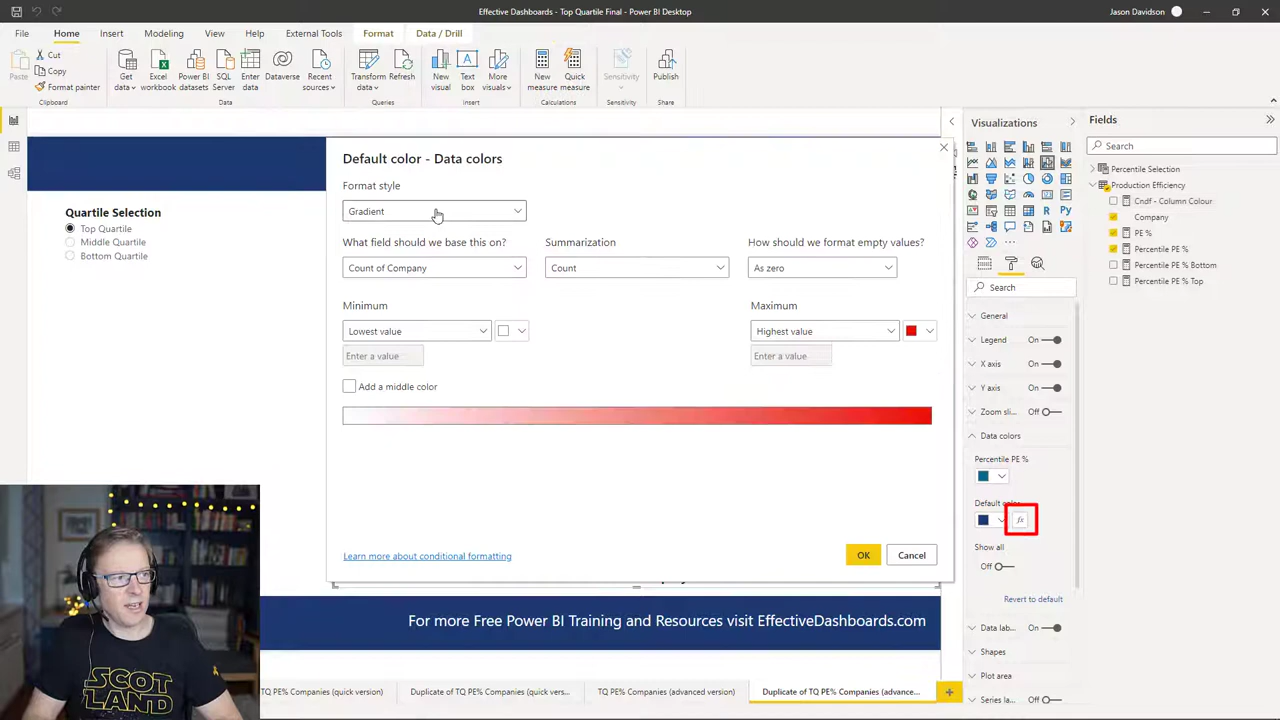 Effective Dashboards - Top Quartile Final - Power BI Desktop
Jason Davidson
File
Home
Insert
Modeling
View
Help
External Tools
Format
Data / Drill
Paste
Cut
Copy
Format painter
Clipboard
Get data
Excel workbook
Power BI datasets
SQL Server
Enter data
Dataverse
Recent sources
Data
Transform data
Refresh
Queries
New visual
Text box
More visuals
Insert
New measure
Quick measure
Calculations
Sensitivity
Sensitivity
Publish
Share
Quartile Selection
Top Quartile
Middle Quartile
Bottom Quartile
Default color - Data colors
Format style
Gradient
What field should we base this on?
Summarization
How should we format empty values?
Count of Company
Count
As zero
Minimum
Maximum
Lowest value
Highest value
Enter a value
Enter a value
Add a middle color
Learn more about conditional formatting
OK
Cancel
Visualizations
Search
General
Legend On
X axis On
Y axis On
Zoom sli... Off
Data colors
Percentile PE %
Default color
fx
Show all
Off
Revert to default
Data lab... On
Shapes
Plot area
Series la... Off
Fields
Search
Percentile Selection
Production Efficiency
Cndf - Column Colour
Company
PE %
Percentile PE %
Percentile PE % Bottom
Percentile PE % Top
For more Free Power BI Training and Resources visit EffectiveDashboards.com
SCOT
LAND
TQ PE% Companies (quick version)
Duplicate of TQ PE% Companies (quick vers...
TQ PE% Companies (advanced version)
Duplicate of TQ PE% Companies (advance...